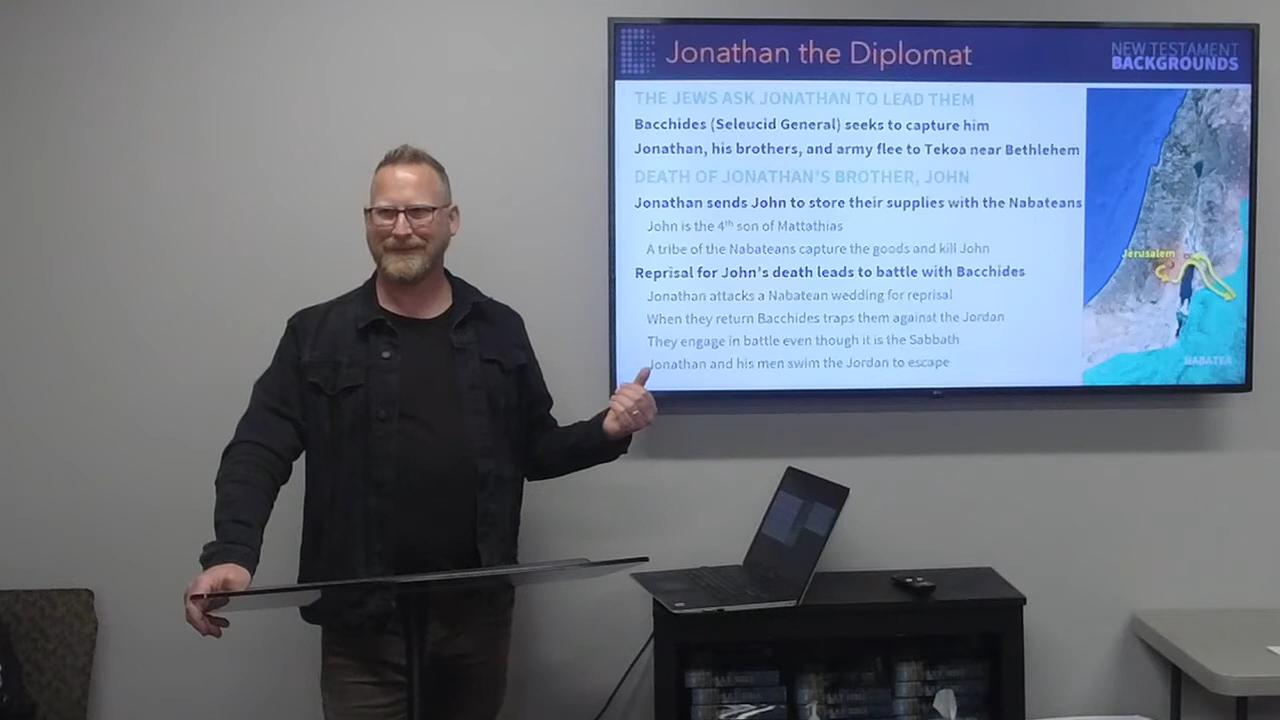 Jonathan the Diplomat
NEW TESTAMENT
BACKGROUNDS
THE JEWS ASK JONATHAN TO LEAD THEM
Bacchides (Seleucid General) seeks to capture him
Jonathan, his brothers, and army flee to Tekoa near Bethlehem
DEATH OF JONATHAN'S BROTHER, JOHN
Jonathan sends John to store their supplies with the Nabateans
John is the 4th son of Mattathias
A tribe of the Nabateans capture the goods and kill John
Reprisal for John's death leads to battle with Bacchides
Jonathan attacks a Nabatean wedding for reprisal
When they return Bacchides traps them against the Jordan
They engage in battle even though it is the Sabbath
Jonathan and his men swim the Jordan to escape
Jerusalem
NABATEA